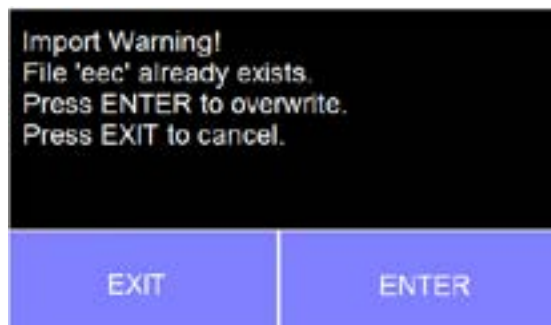 Import Warning!
File 'eec' already exists.
Press ENTER to overwrite.
Press EXIT to cancel.
EXIT
ENTER